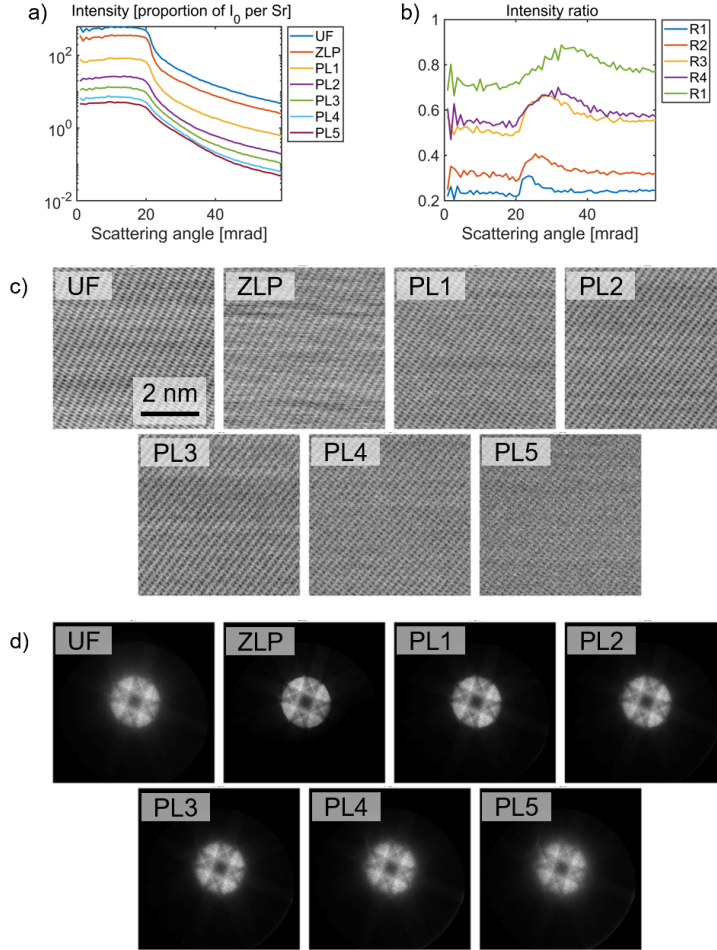 a)
Intensity [proportion of I0 per Sr]
10^2
10^0
10^-2
0
20
40
Scattering angle [mrad]
UF
ZLP
PL1
PL2
PL3
PL4
PL5
b)
Intensity ratio
1
0.8
0.6
0.4
0.2
0
20
40
Scattering angle [mrad]
R1
R2
R3
R4
R1
c)
UF
ZLP
PL1
PL2
2 nm
PL3
PL4
PL5
d)
UF
ZLP
PL1
PL2
PL3
PL4
PL5